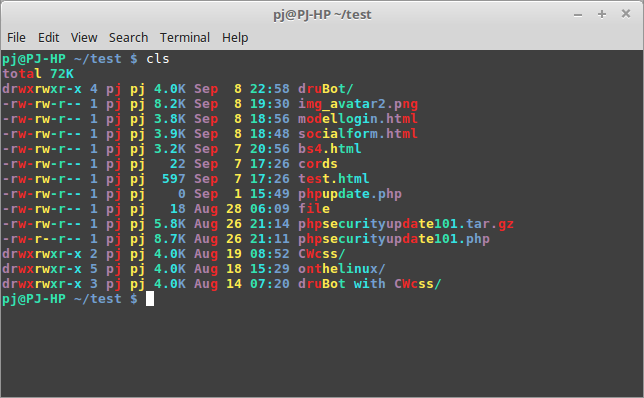 pj@PJ-HP ~/test
File Edit View Search Terminal Help
pj@PJ-HP ~/test $ cls
total 72K
drwxrwxr-x 4 pj pj 4.0K Sep  8 22:58 druBot/
-rw-rw-r-- 1 pj pj 8.2K Sep  8 19:30 img_avatar2.png
-rw-rw-r-- 1 pj pj 3.8K Sep  8 18:56 modellogin.html
-rw-rw-r-- 1 pj pj 3.9K Sep  8 18:48 socialform.html
-rw-rw-r-- 1 pj pj 3.2K Sep  7 20:56 bs4.html
-rw-rw-r-- 1 pj pj   22 Sep  7 17:26 cords
-rw-rw-r-- 1 pj pj  597 Sep  7 17:26 test.html
-rw-rw-r-- 1 pj pj    0 Sep  1 15:49 phpupdate.php
-rw-rw-r-- 1 pj pj   18 Aug 28 06:09 file
-rw-rw-r-- 1 pj pj 5.8K Aug 26 21:14 phpsecurityupdate101.tar.gz
-rw-r--r-- 1 pj pj 8.7K Aug 26 21:11 phpsecurityupdate101.php
drwxrwxr-x 2 pj pj 4.0K Aug 19 08:52 CWcss/
drwxrwxr-x 5 pj pj 4.0K Aug 18 15:29 onthelinux/
drwxrwxr-x 3 pj pj 4.0K Aug 14 07:20 druBot with CWcss/
pj@PJ-HP ~/test $